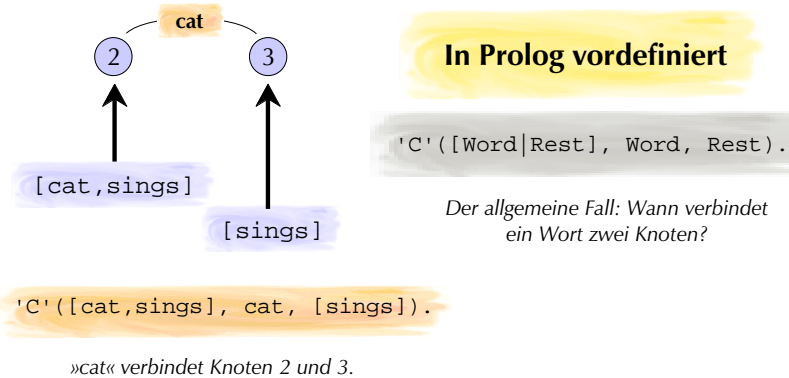 cat
2
3
In Prolog vordefiniert
'C'([Word|Rest], Word, Rest).
[cat,sings]
[sings]
Der allgemeine Fall: Wann verbindet
ein Wort zwei Knoten?
'C'([cat,sings], cat, [sings]).
»cat« verbindet Knoten 2 und 3.